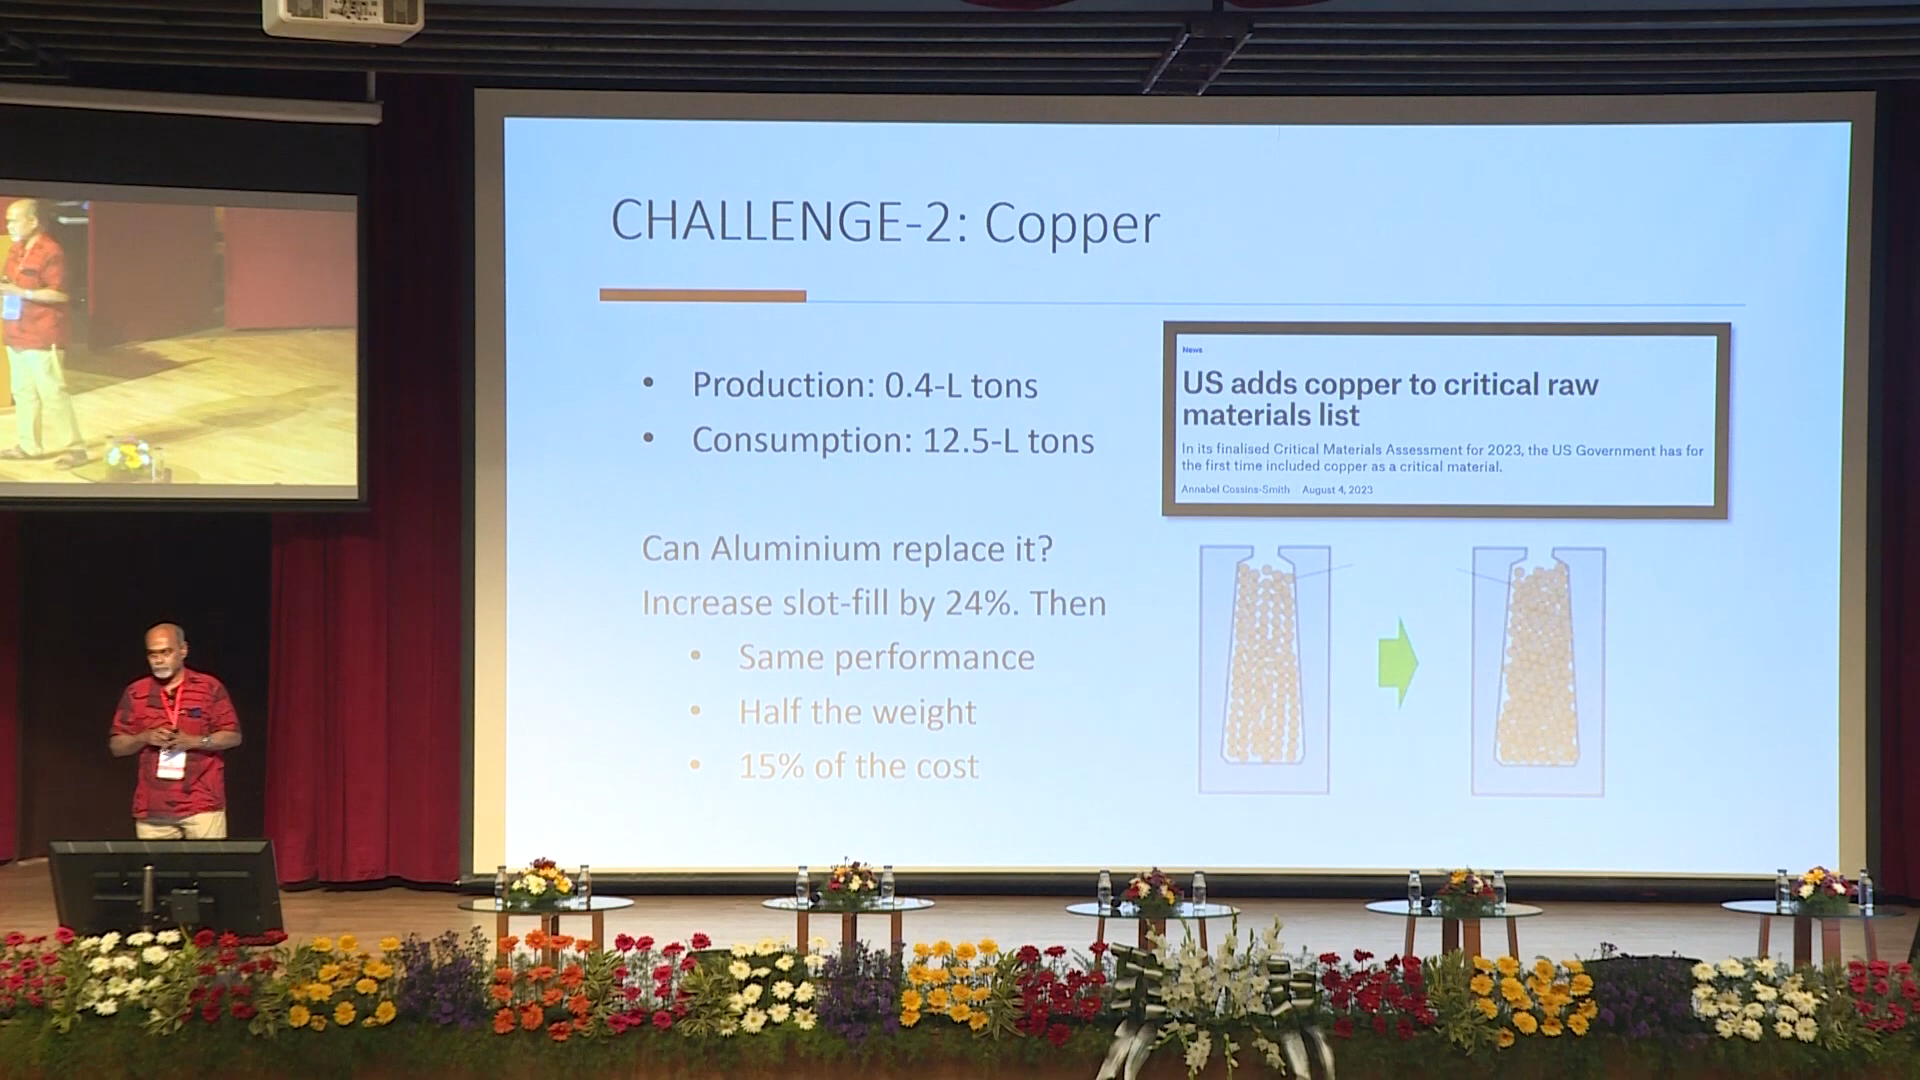 CHALLENGE-2: Copper
• Production: 0.4-L tons
• Consumption: 12.5-L tons
Can Aluminium replace it?
Increase slot-fill by 24%. Then
• Same performance
• Half the weight
• 15% of the cost
News
US adds copper to critical raw
materials list
In its finalised Critical Materials Assessment for 2023, the US Government has for
the first time included copper as a critical material.
Annabel Cossins-Smith August 4, 2023